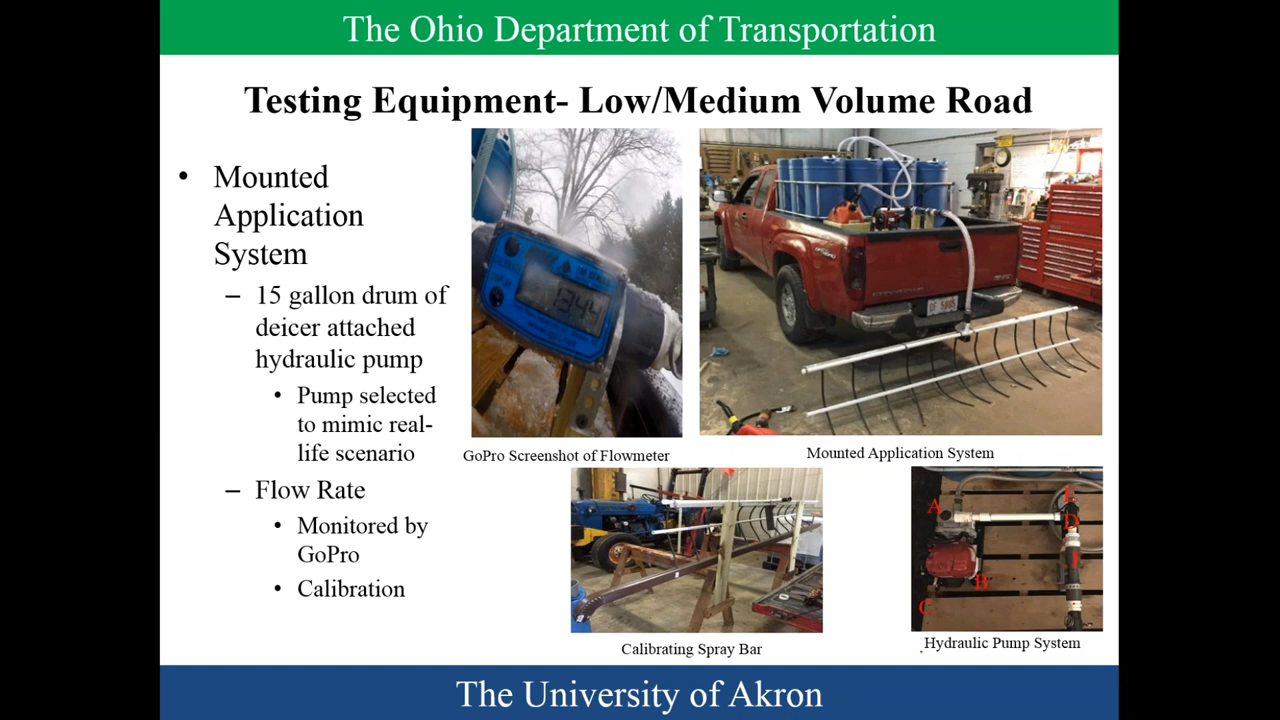 The Ohio Department of Transportation
Testing Equipment- Low/Medium Volume Road
• Mounted
Application
System
– 15 gallon drum of
deicer attached
hydraulic pump
• Pump selected
to mimic real-
life scenario
– Flow Rate
• Monitored by
GoPro
• Calibration
1344
GoPro Screenshot of Flowmeter
Mounted Application System
Calibrating Spray Bar
A
D
B
C
Hydraulic Pump System
The University of Akron